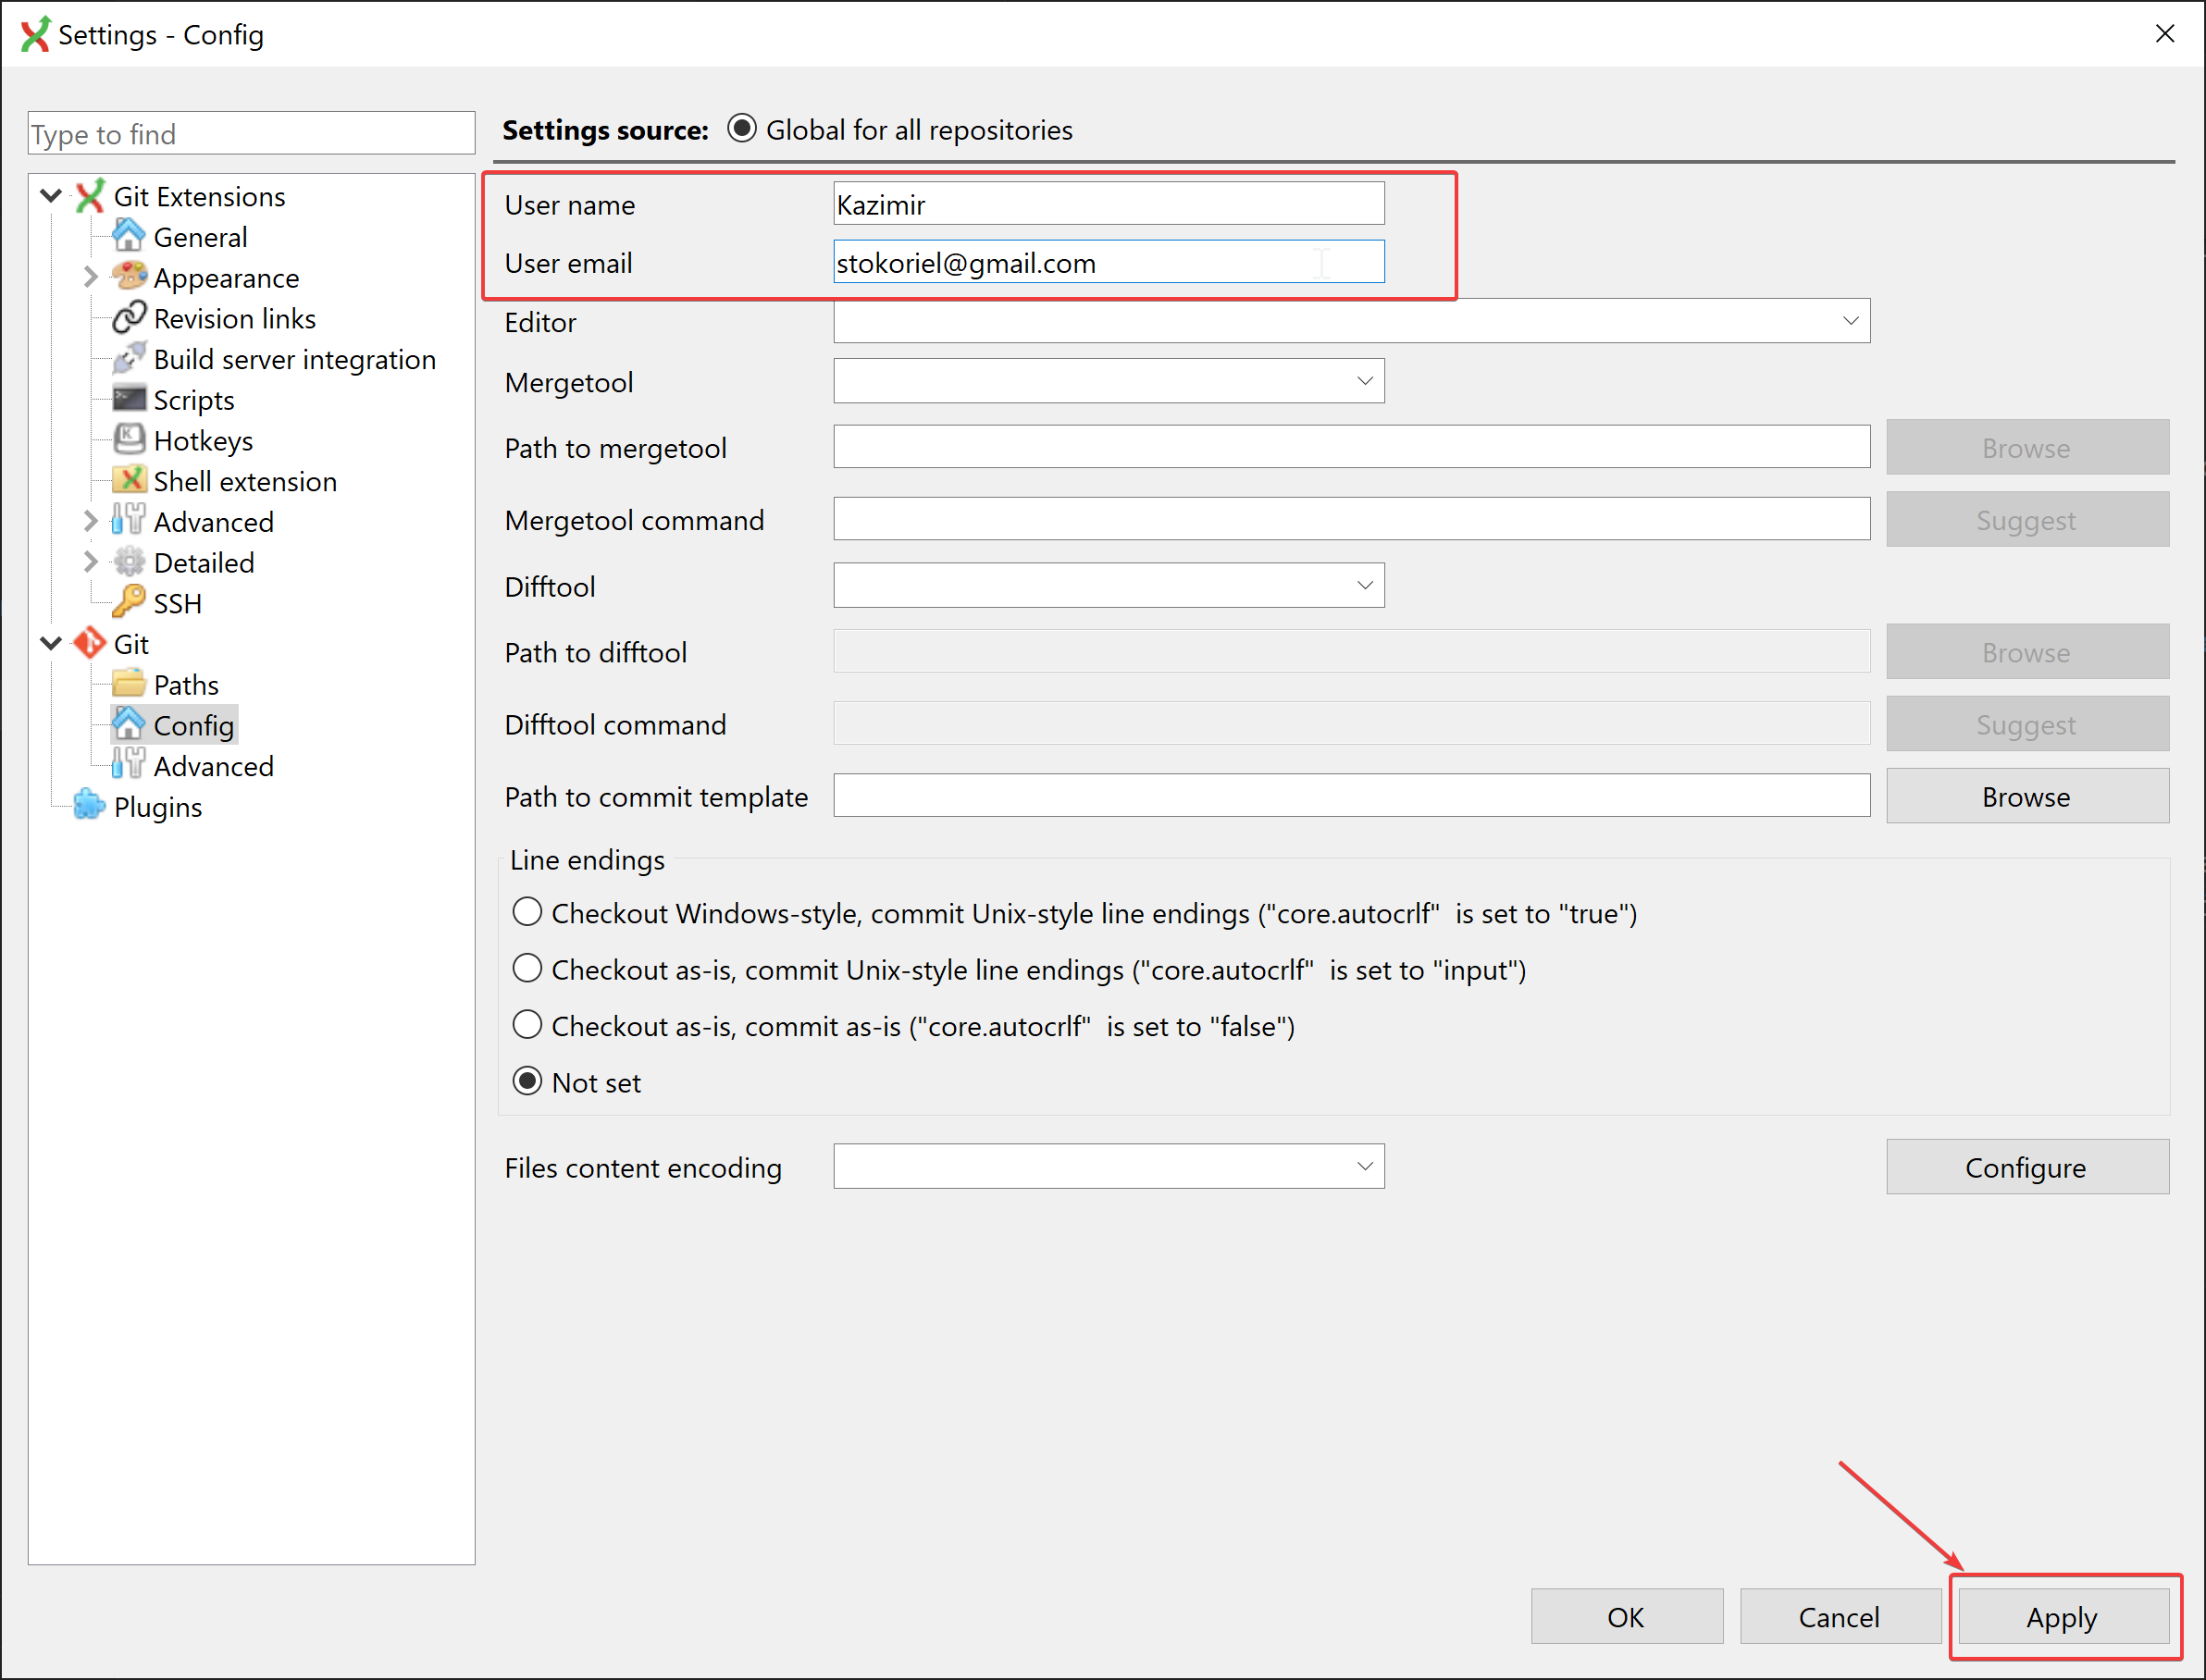 Settings - Config
Type to find
Git Extensions
General
Appearance
Revision links
Build server integration
Scripts
K
Hotkeys
Shell extension
Advanced
Detailed
SSH
Git
Paths
Config
Advanced
Plugins
Settings source: Global for all repositories
User name Kazimir
User email stokoriel@gmail.com
Editor
Mergetool
Path to mergetool Browse
Mergetool command Suggest
Difftool
Path to difftool Browse
Difftool command Suggest
Path to commit template Browse
Line endings
Checkout Windows-style, commit Unix-style line endings ("core.autocrlf"  is set to "true")
Checkout as-is, commit Unix-style line endings ("core.autocrlf"  is set to "input")
Checkout as-is, commit as-is ("core.autocrlf"  is set to "false")
Not set
Files content encoding Configure
OK Cancel Apply